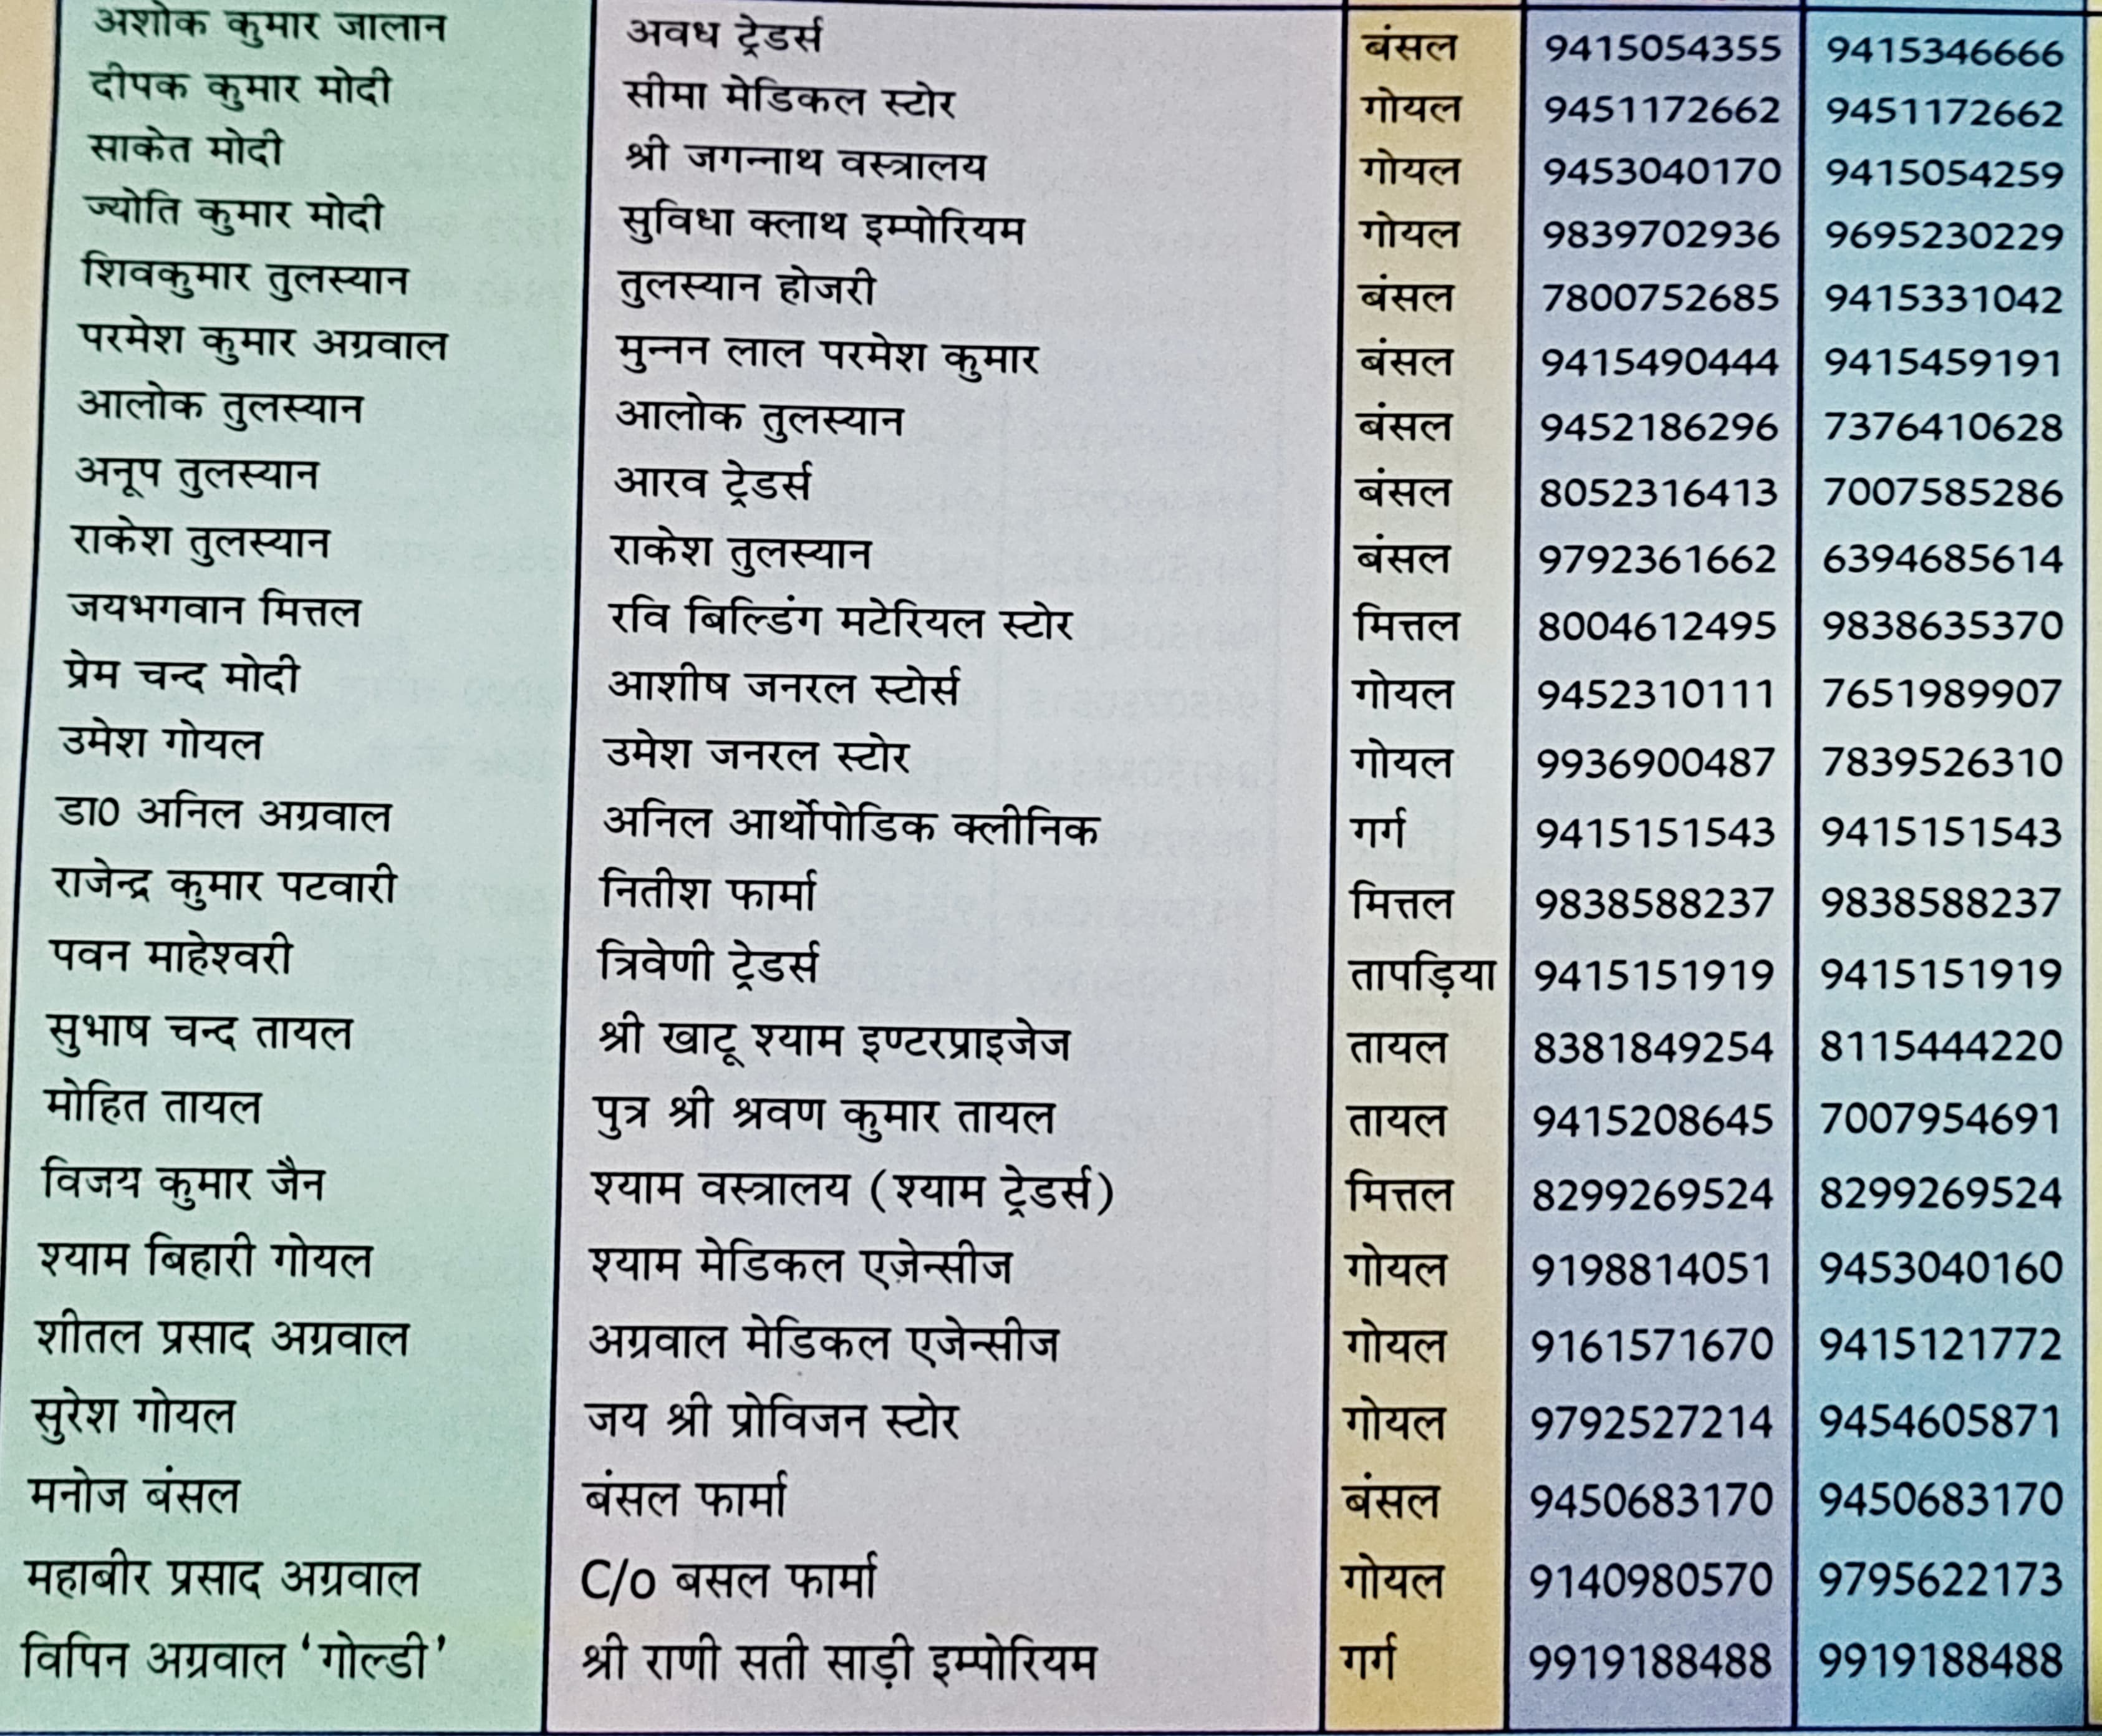 अशोक कुमार जालान अवध ट्रेडर्स बंसल 9415054355 9415346666
दीपक कुमार मोदी सीमा मेडिकल स्टोर गोयल 9451172662 9451172662
साकेत मोदी श्री जगन्नाथ वस्त्रालय गोयल 9453040170 9415054259
ज्योति कुमार मोदी सुविधा क्लाथ इम्पोरियम गोयल 9839702936 9695230229
शिवकुमार तुलस्यान तुलस्यान होजरी बंसल 7800752685 9415331042
परमेश कुमार अग्रवाल मुन्नन लाल परमेश कुमार बंसल 9415490444 9415459191
आलोक तुलस्यान आलोक तुलस्यान बंसल 9452186296 7376410628
अनूप तुलस्यान आरव ट्रेडर्स बंसल 8052316413 7007585286
राकेश तुलस्यान राकेश तुलस्यान बंसल 9792361662 6394685614
जयभगवान मित्तल रवि बिल्डिंग मटेरियल स्टोर मित्तल 8004612495 9838635370
प्रेम चन्द मोदी आशीष जनरल स्टोर्स गोयल 9452310111 7651989907
उमेश गोयल उमेश जनरल स्टोर गोयल 9936900487 7839526310
डा0 अनिल अग्रवाल अनिल आर्थोपोडिक क्लीनिक गर्ग 9415151543 9415151543
राजेन्द्र कुमार पटवारी नितीश फार्मा मित्तल 9838588237 9838588237
पवन माहेश्वरी त्रिवेणी ट्रेडर्स तापड़िया 9415151919 9415151919
सुभाष चन्द तायल श्री खाटू श्याम इण्टरप्राइजेज तायल 8381849254 8115444220
मोहित तायल पुत्र श्री श्रवण कुमार तायल तायल 9415208645 7007954691
विजय कुमार जैन श्याम वस्त्रालय (श्याम ट्रेडर्स) मित्तल 8299269524 8299269524
श्याम बिहारी गोयल श्याम मेडिकल एजेन्सीज गोयल 9198814051 9453040160
शीतल प्रसाद अग्रवाल अग्रवाल मेडिकल एजेन्सीज गोयल 9161571670 9415121772
सुरेश गोयल जय श्री प्रोविजन स्टोर गोयल 9792527214 9454605871
मनोज बंसल बंसल फार्मा बंसल 9450683170 9450683170
महाबीर प्रसाद अग्रवाल C/o बसल फार्मा गोयल 9140980570 9795622173
विपिन अग्रवाल 'गोल्डी' श्री राणी सती साड़ी इम्पोरियम गर्ग 9919188488 9919188488